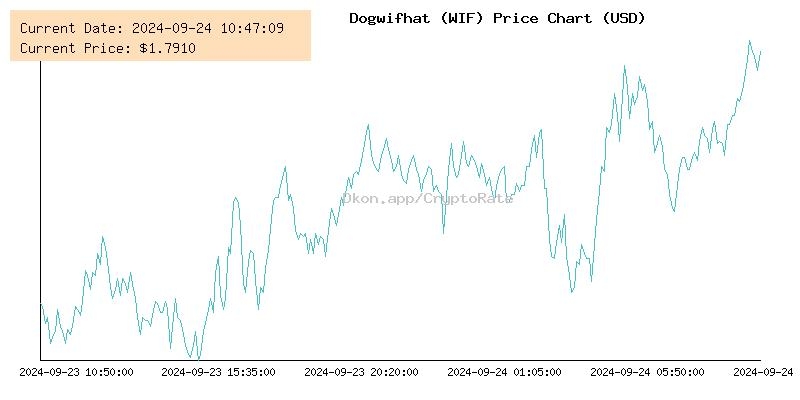 Dogwifhat (WIF) Price Chart (USD)
Current Date: 2024-09-24 10:47:09
Current Price: $1.7910
Dkon.app/CryptoRate
2024-09-23 10:50:00 2024-09-23 15:35:00 2024-09-23 20:20:00 2024-09-24 01:05:00 2024-09-24 05:50:00 2024-09-24